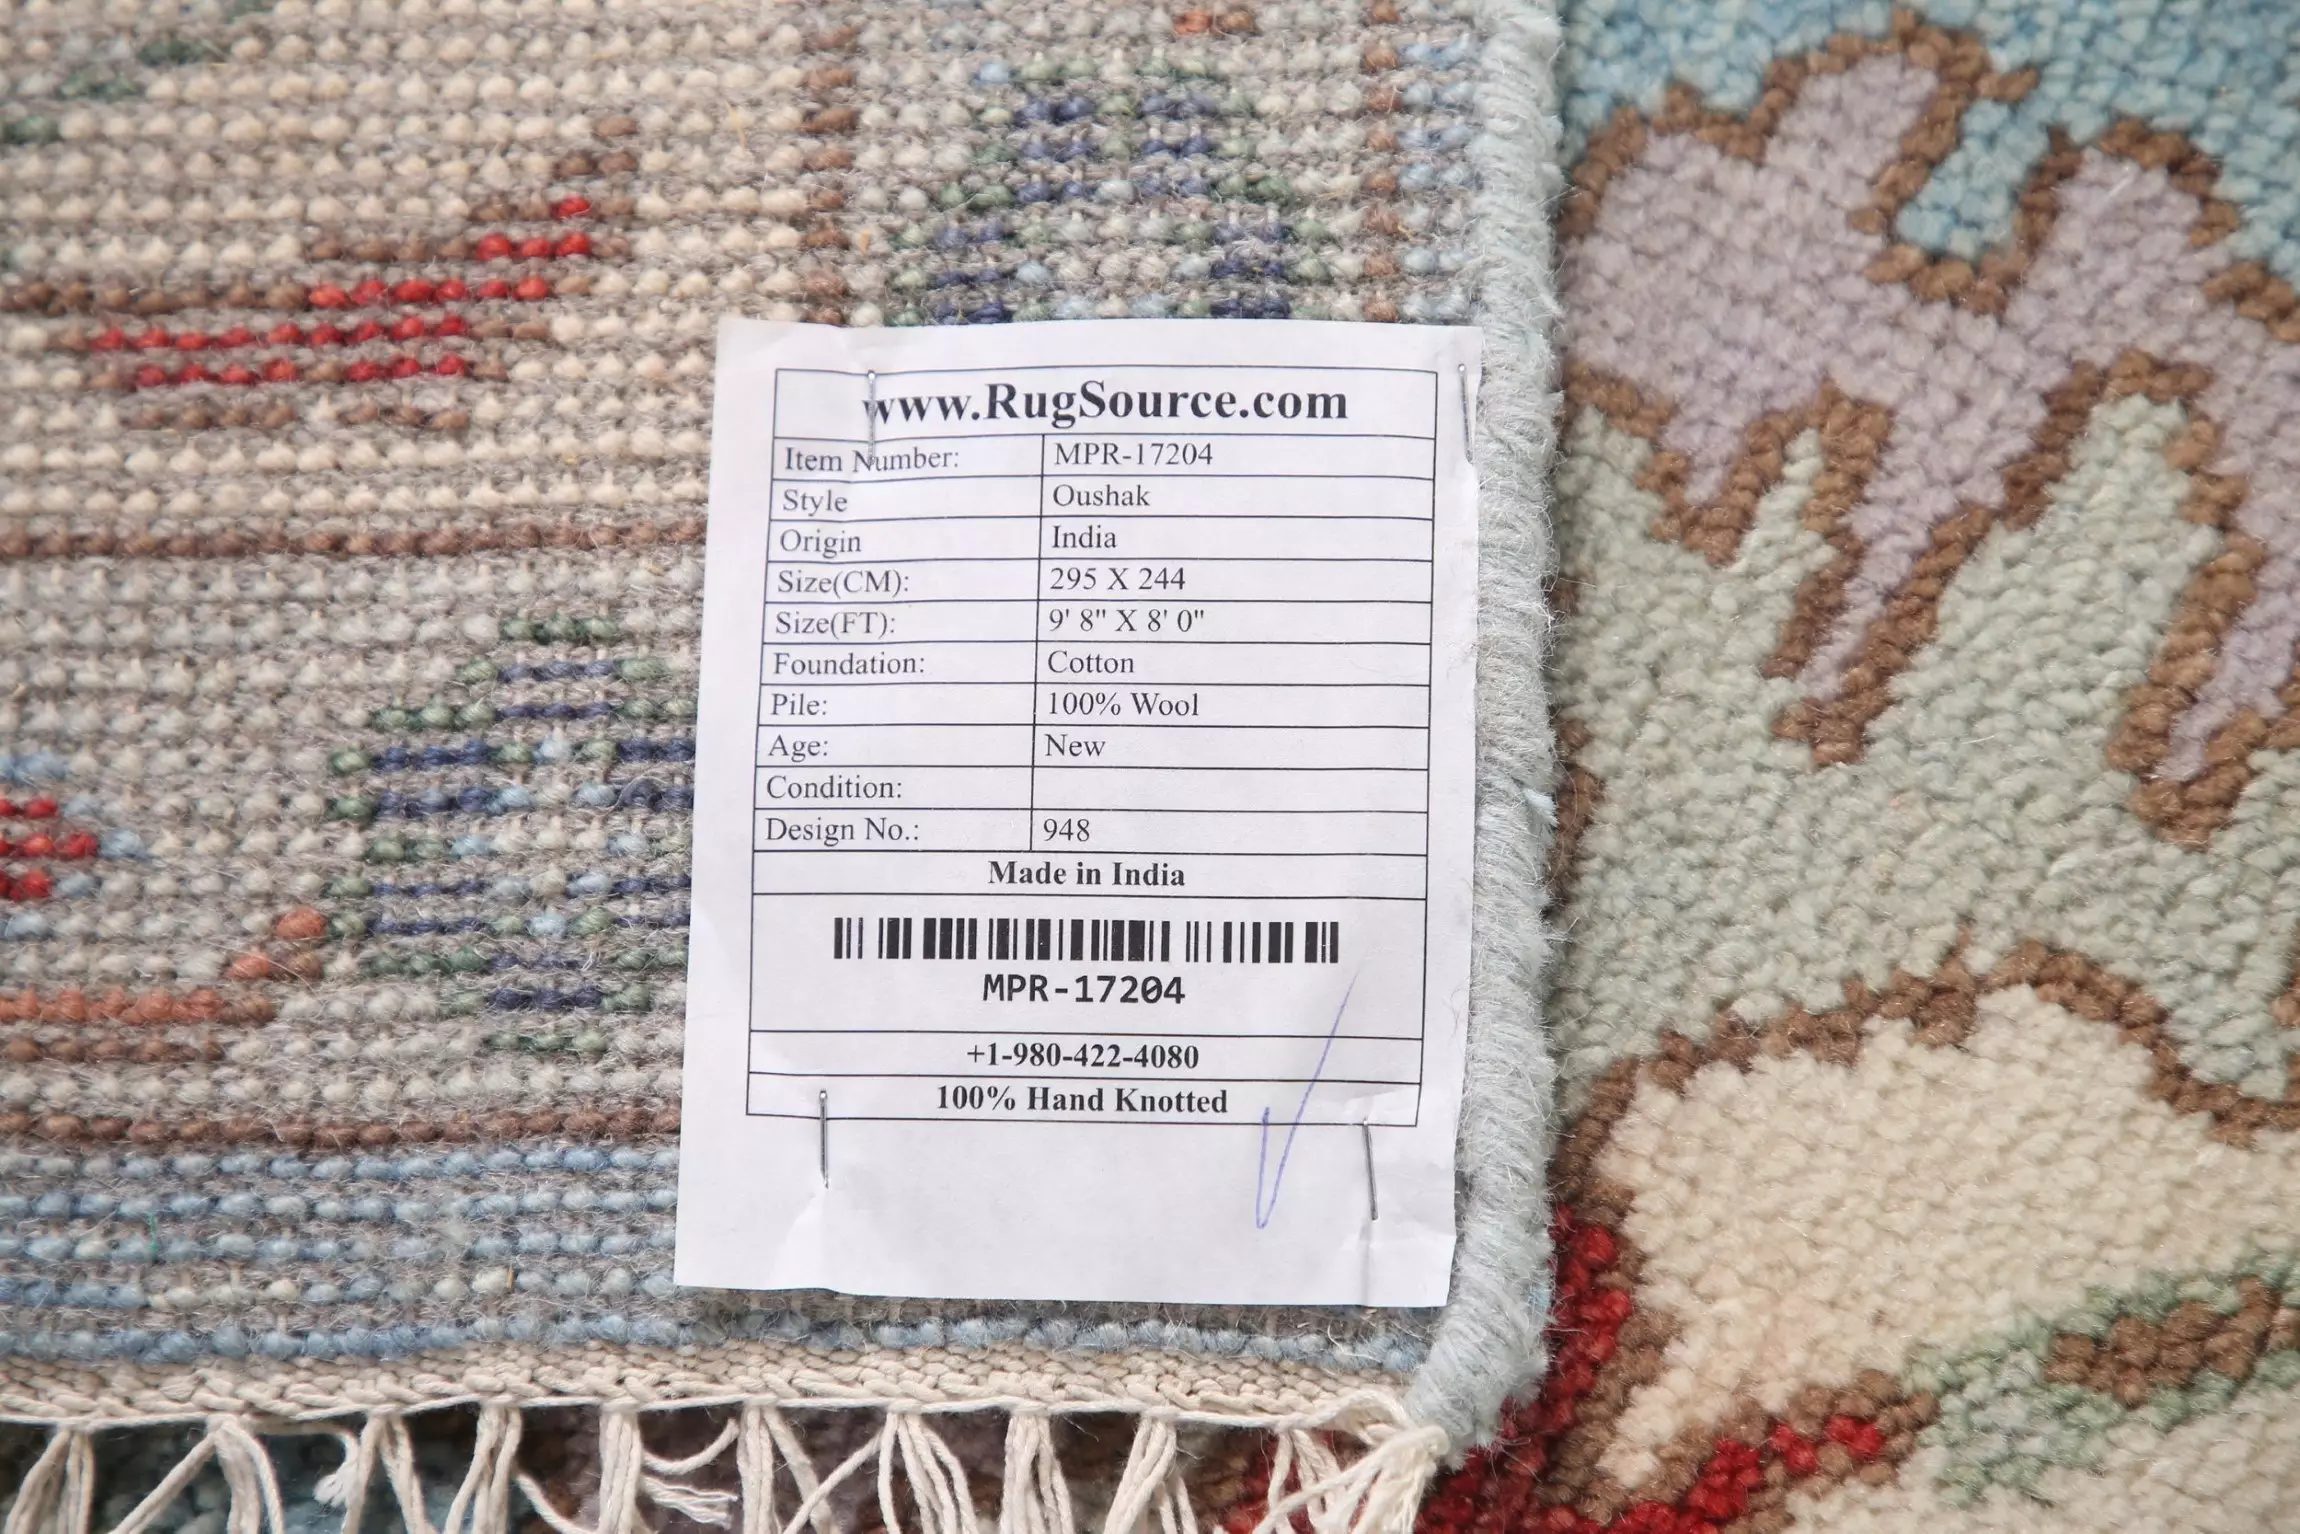 www.RugSource.com
Item Number: MPR-17204
Style Oushak
Origin India
Size(CM): 295 X 244
Size(FT): 9' 8" X 8' 0"
Foundation: Cotton
Pile: 100% Wool
Age: New
Condition:
Design No.: 948
Made in India
MPR-17204
+1-980-422-4080
100% Hand Knotted